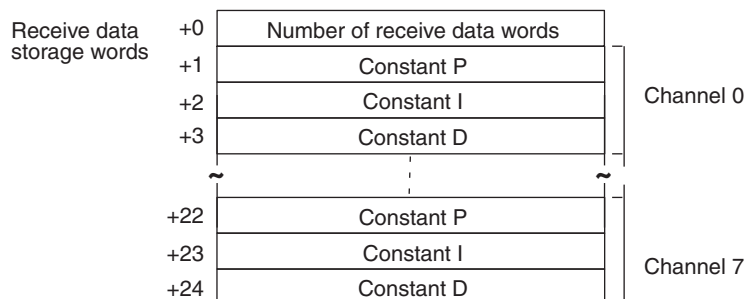 Receive data
storage words
+0 Number of receive data words
+1 Constant P
+2 Constant I
+3 Constant D
Channel 0
+22 Constant P
+23 Constant I
+24 Constant D
Channel 7